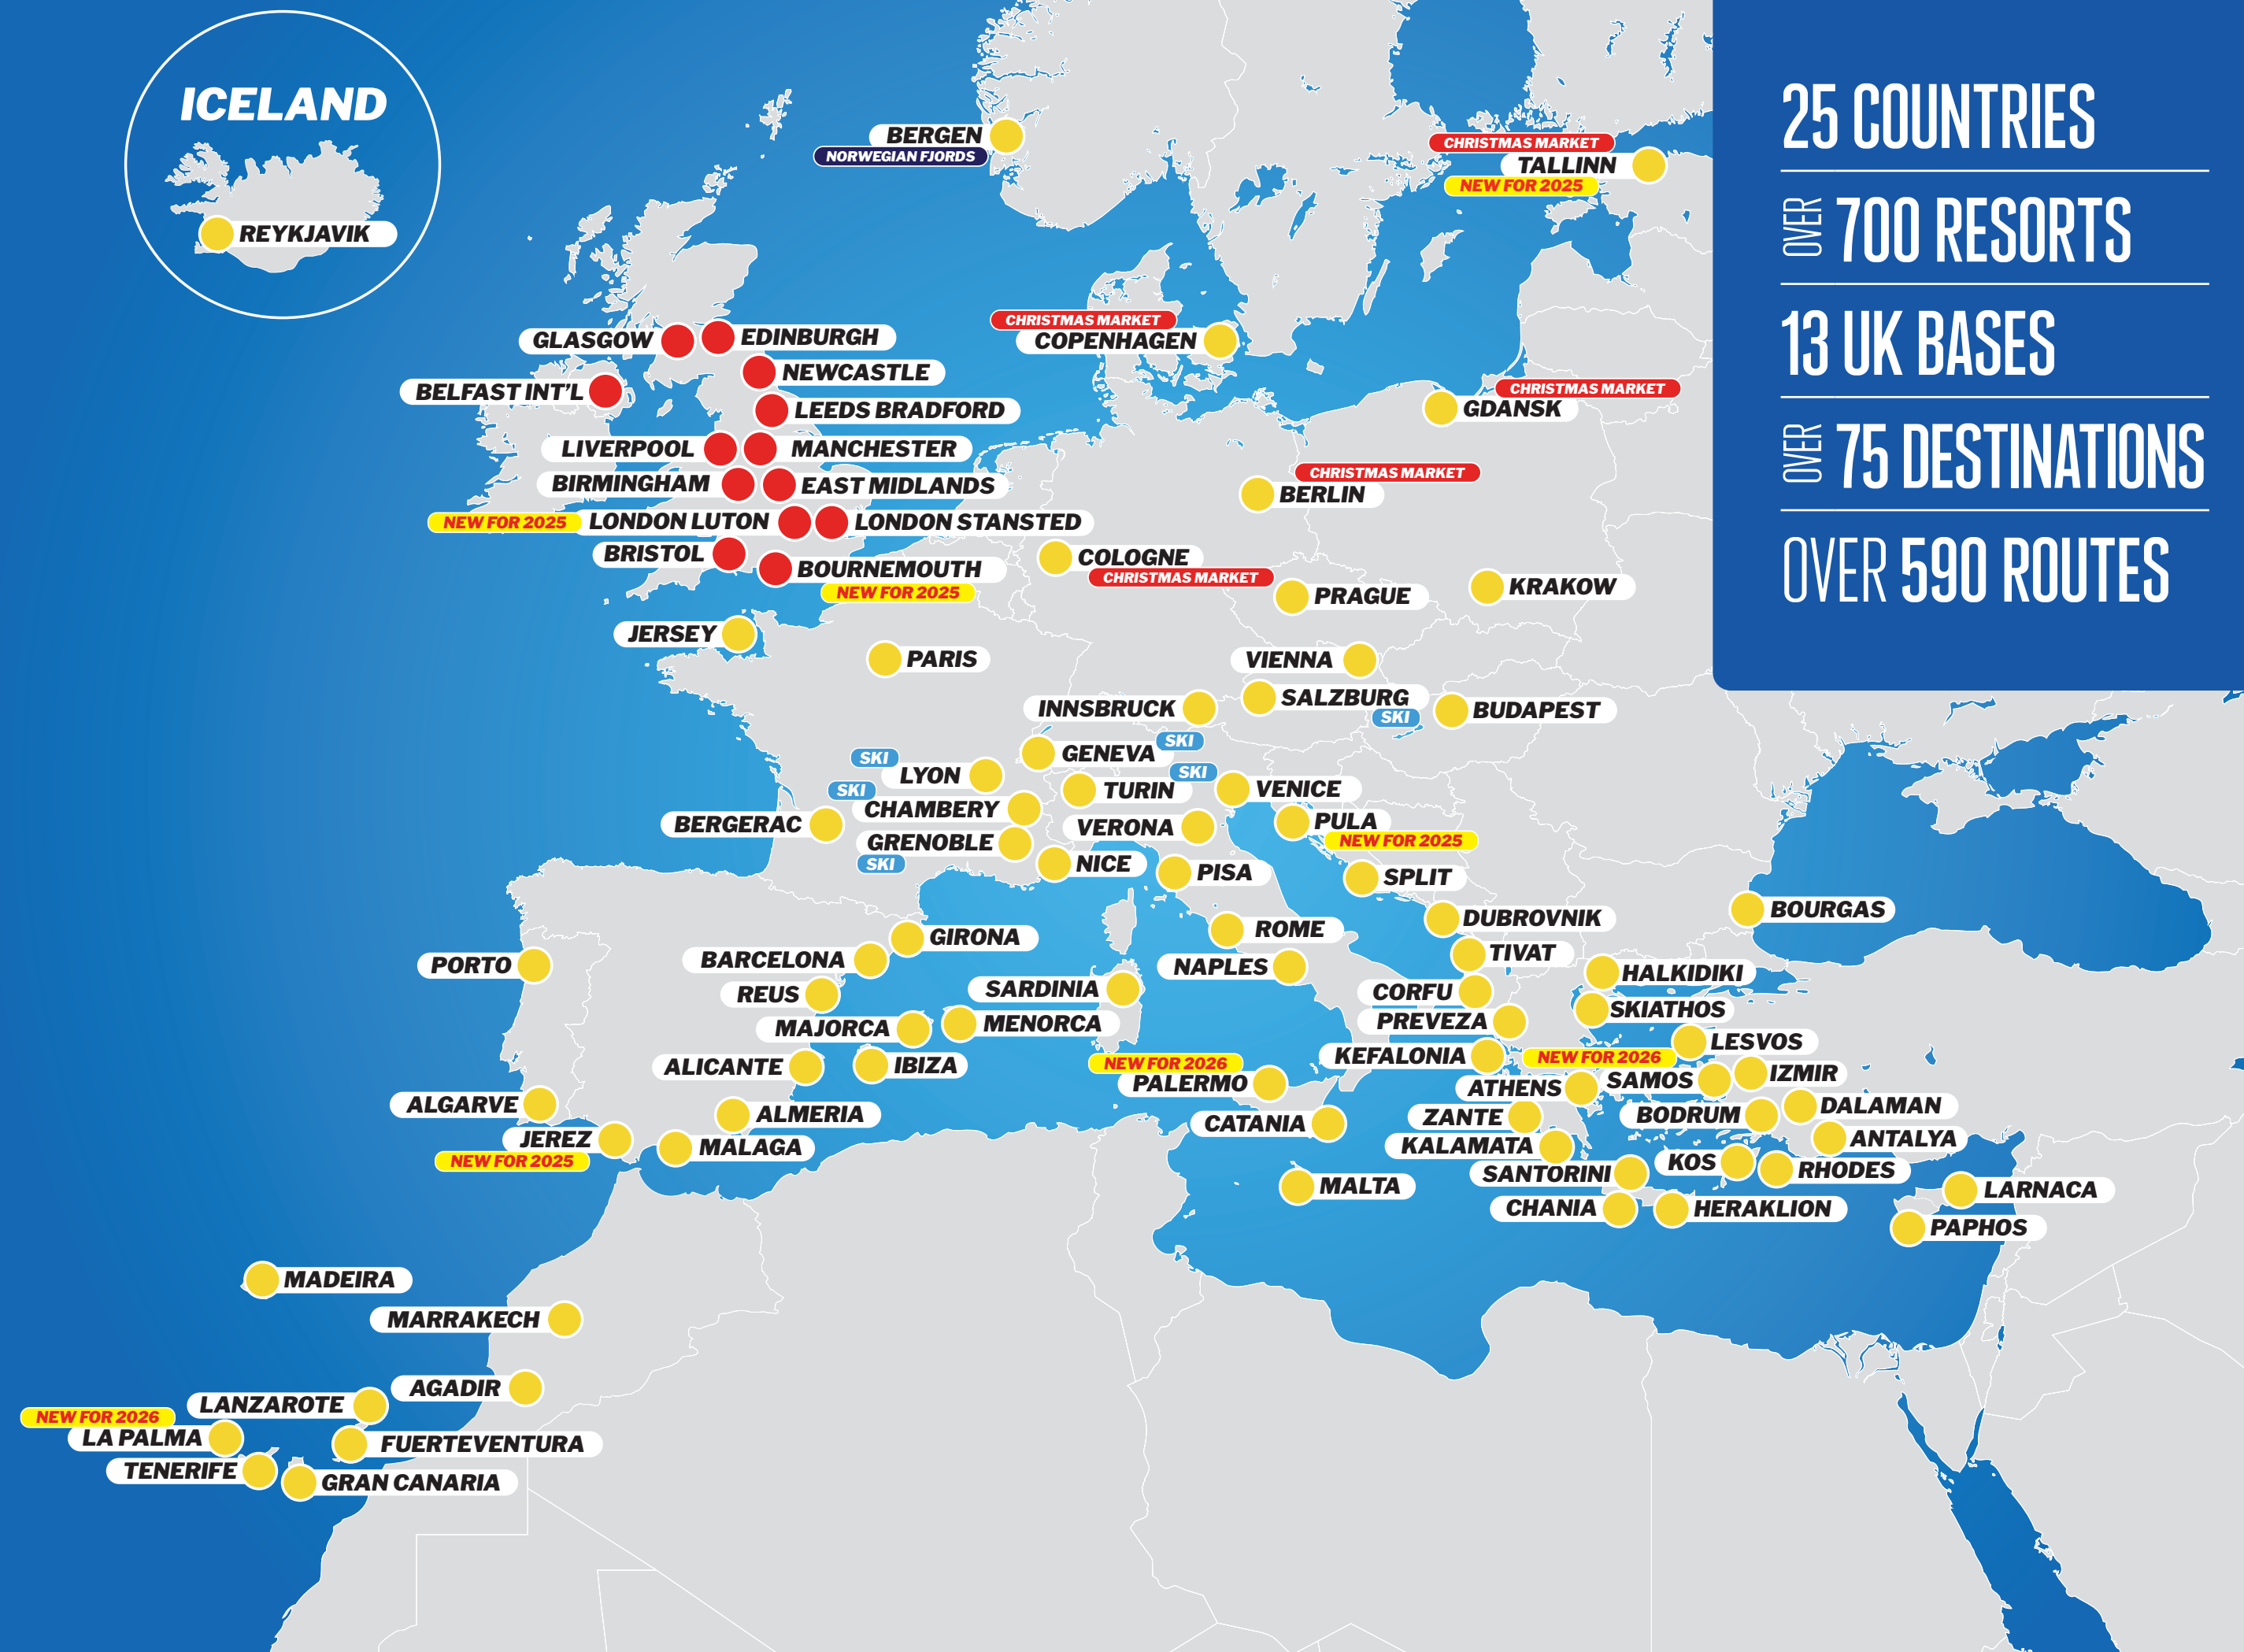 ICELAND
REYKJAVIK
BERGEN
NORWEGIAN FJORDS
CHRISTMAS MARKET
TALLINN
NEW FOR 2025
25 COUNTRIES
OVER 700 RESORTS
13 UK BASES
OVER 75 DESTINATIONS
OVER 590 ROUTES
GLASGOW
EDINBURGH
CHRISTMAS MARKET
COPENHAGEN
NEWCASTLE
BELFAST INT'L
LEEDS BRADFORD
CHRISTMAS MARKET
GDANSK
LIVERPOOL
MANCHESTER
BIRMINGHAM
EAST MIDLANDS
CHRISTMAS MARKET
BERLIN
NEW FOR 2025
LONDON LUTON
LONDON STANSTED
BRISTOL
BOURNEMOUTH
NEW FOR 2025
COLOGNE
CHRISTMAS MARKET
PRAGUE
KRAKOW
JERSEY
PARIS
VIENNA
INNSBRUCK
SKI
SALZBURG
SKI
BUDAPEST
GENEVA
SKI
SKI
LYON
TURIN
VENICE
SKI
CHAMBERY
BERGERAC
VERONA
PULA
NEW FOR 2025
GRENOBLE
SKI
NICE
PISA
SPLIT
DUBROVNIK
BOURGAS
GIRONA
ROME
BARCELONA
PORTO
NAPLES
TIVAT
HALKIDIKI
REUS
SARDINIA
CORFU
SKIATHOS
MAJORCA
MENORCA
PREVEZA
LESVOS
ALICANTE
IBIZA
NEW FOR 2026
PALERMO
KEFALONIA
NEW FOR 2026
SAMOS
IZMIR
ATHENS
ALGARVE
ALMERIA
CATANIA
ZANTE
BODRUM
DALAMAN
JEREZ
NEW FOR 2025
MALAGA
KALAMATA
ANTALYA
MALTA
SANTORINI
KOS
RHODES
LARNACA
CHANIA
HERAKLION
PAPHOS
MADEIRA
MARRAKECH
AGADIR
LANZAROTE
NEW FOR 2026
LA PALMA
FUERTEVENTURA
TENERIFE
GRAN CANARIA